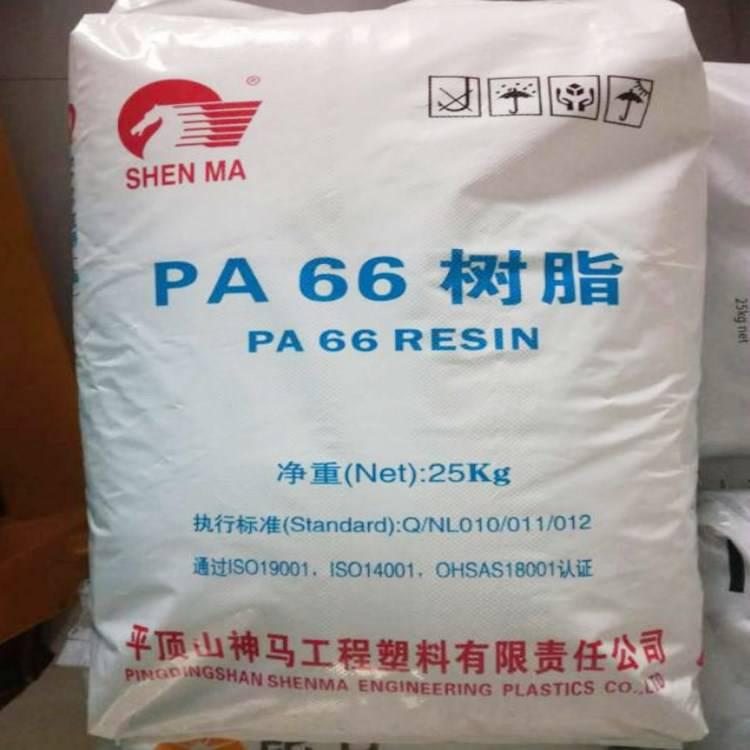 ®
SHEN MA
PA 66 树脂
PA 66 RESIN
净重(Net):25Kg
执行标准(Standard):Q/NL010/011/012
通过ISO19001，ISO14001，OHSAS18001认证
平顶山神马工程塑料有限责任公司
PINGDINGSHAN SHENMA ENGINEERING PLASTICS CO.,LTD
25kg net